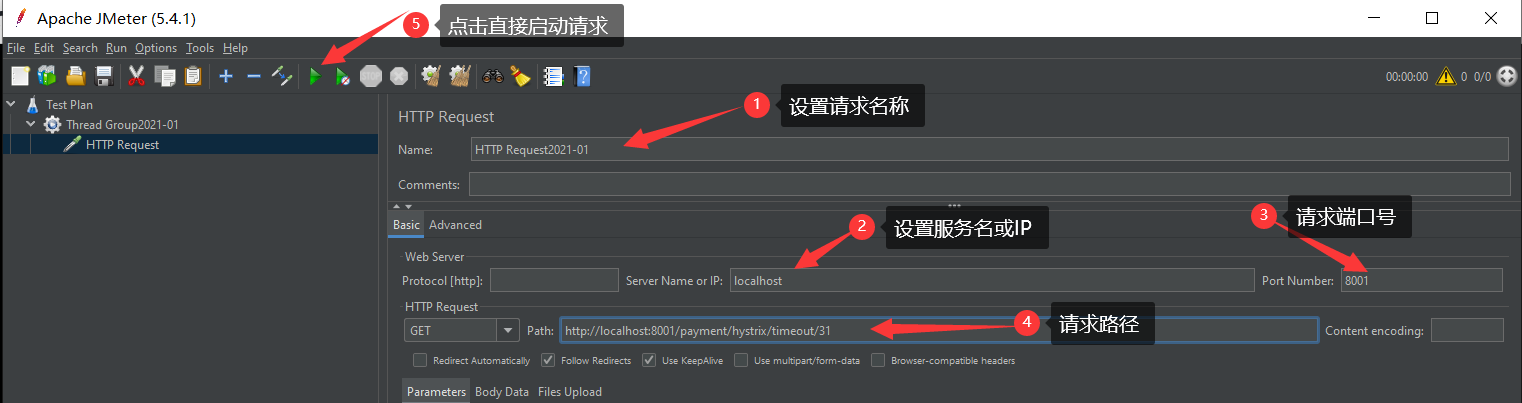 Apache JMeter (5.4.1)
5 点击直接启动请求
File Edit Search Run Options Tools Help
STOP
00:00:00 0 0/0
Test Plan
Thread Group2021-01
HTTP Request
HTTP Request
1 设置请求名称
Name: HTTP Request2021-01
Comments:
Basic Advanced
2 设置服务名或IP
3 请求端口号
Web Server
Protocol [http]: Server Name or IP: localhost Port Number: 8001
HTTP Request
GET Path: http://localhost:8001/payment/hystrix/timeout/31 Content encoding:
4 请求路径
Redirect Automatically Follow Redirects Use KeepAlive Use multipart/form-data Browser-compatible headers
Parameters Body Data Files Upload